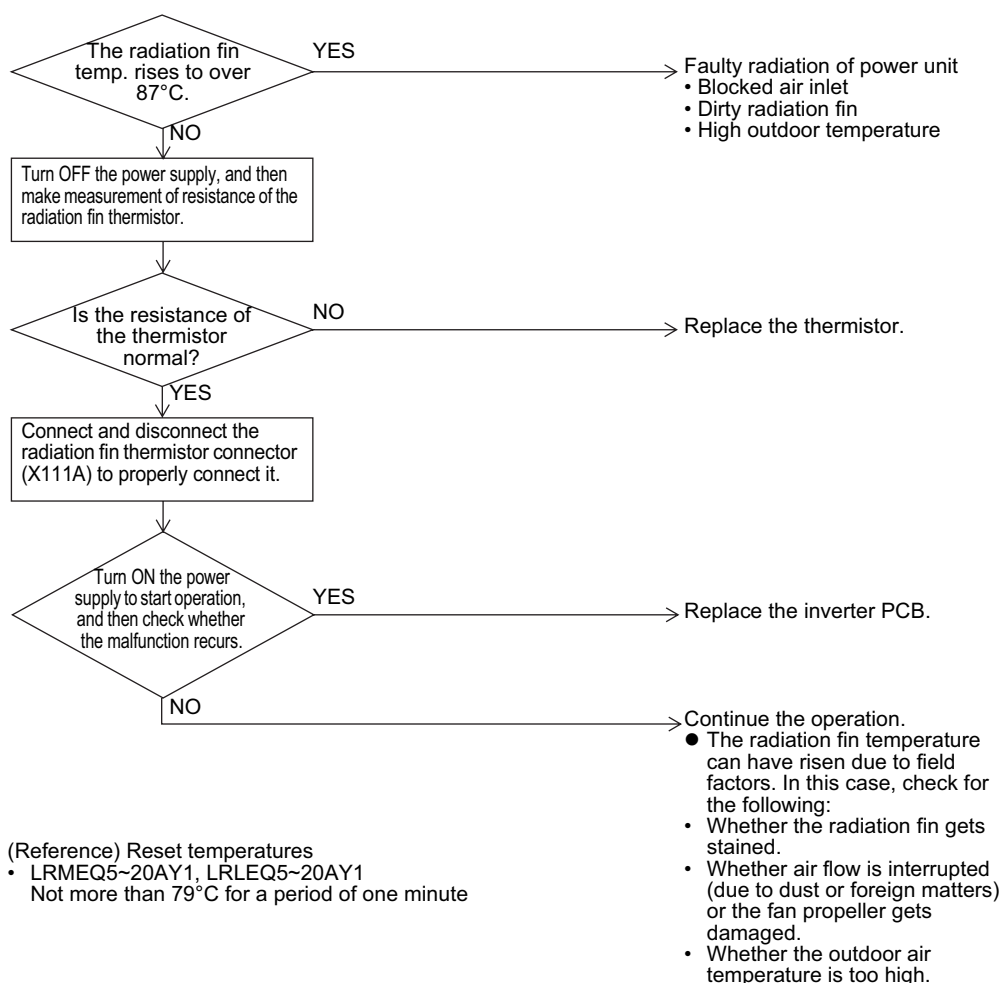 The radiation fin
temp. rises to over
87°C.
YES
Faulty radiation of power unit
• Blocked air inlet
• Dirty radiation fin
• High outdoor temperature
NO
Turn OFF the power supply, and then
make measurement of resistance of the
radiation fin thermistor.
Is the resistance of
the thermistor
normal?
NO
Replace the thermistor.
YES
Connect and disconnect the
radiation fin thermistor connector
(X111A) to properly connect it.
Turn ON the power
supply to start operation,
and then check whether
the malfunction recurs.
YES
Replace the inverter PCB.
NO
Continue the operation.
● The radiation fin temperature
can have risen due to field
factors. In this case, check for
the following:
• Whether the radiation fin gets
stained.
• Whether air flow is interrupted
(due to dust or foreign matters)
or the fan propeller gets
damaged.
• Whether the outdoor air
temperature is too high.
(Reference) Reset temperatures
• LRMEQ5~20AY1, LRLEQ5~20AY1
Not more than 79°C for a period of one minute